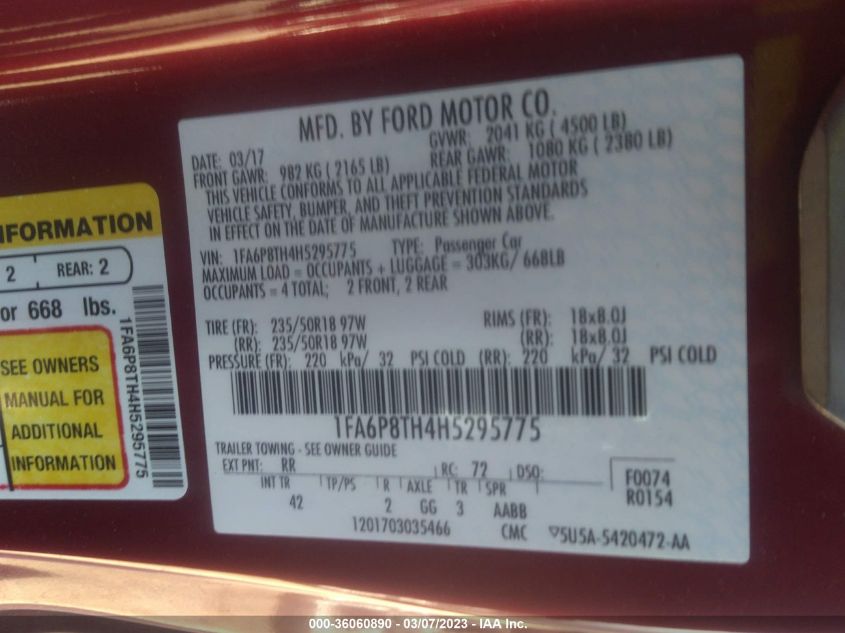 MFD. BY FORD MOTOR CO.
DATE: 03/17 GVWR: 2041 KG ( 4500 LB)
FRONT GAWR: 982 KG ( 2165 LB) REAR GAWR: 1080 KG ( 2380 LB)
THIS VEHICLE CONFORMS TO ALL APPLICABLE FEDERAL MOTOR
VEHICLE SAFETY, BUMPER, AND THEFT PREVENTION STANDARDS
IN EFFECT ON THE DATE OF MANUFACTURE SHOWN ABOVE.
VIN: 1FA6P8TH4H5295775 TYPE: Passenger Car
MAXIMUM LOAD = OCCUPANTS + LUGGAGE = 303KG/ 668LB
OCCUPANTS = 4 TOTAL; 2 FRONT, 2 REAR
TIRE (FR): 235/50R18 97W RIMS (FR): 18x8.0J
(RR): 235/50R18 97W (RR): 18x8.0J
PRESSURE (FR): 220 kPa/ 32 PSI COLD (RR): 220 kPa/ 32 PSI COLD
1FA6P8TH4H5295775
TRAILER TOWING - SEE OWNER GUIDE
EXT PNT: RR RC: 72 DSO: F0074
INT TR TP/PS R AXLE TR SPR R0154
42 2 GG 3 AABB
1201703035466 CMC 5U5A-5420472-AA
NFORMATION
2 REAR: 2
or 668 lbs.
SEE OWNERS
MANUAL FOR
ADDITIONAL
INFORMATION
1FA6P8TH4H5295775
000-36060890 - 03/07/2023 - IAA Inc.